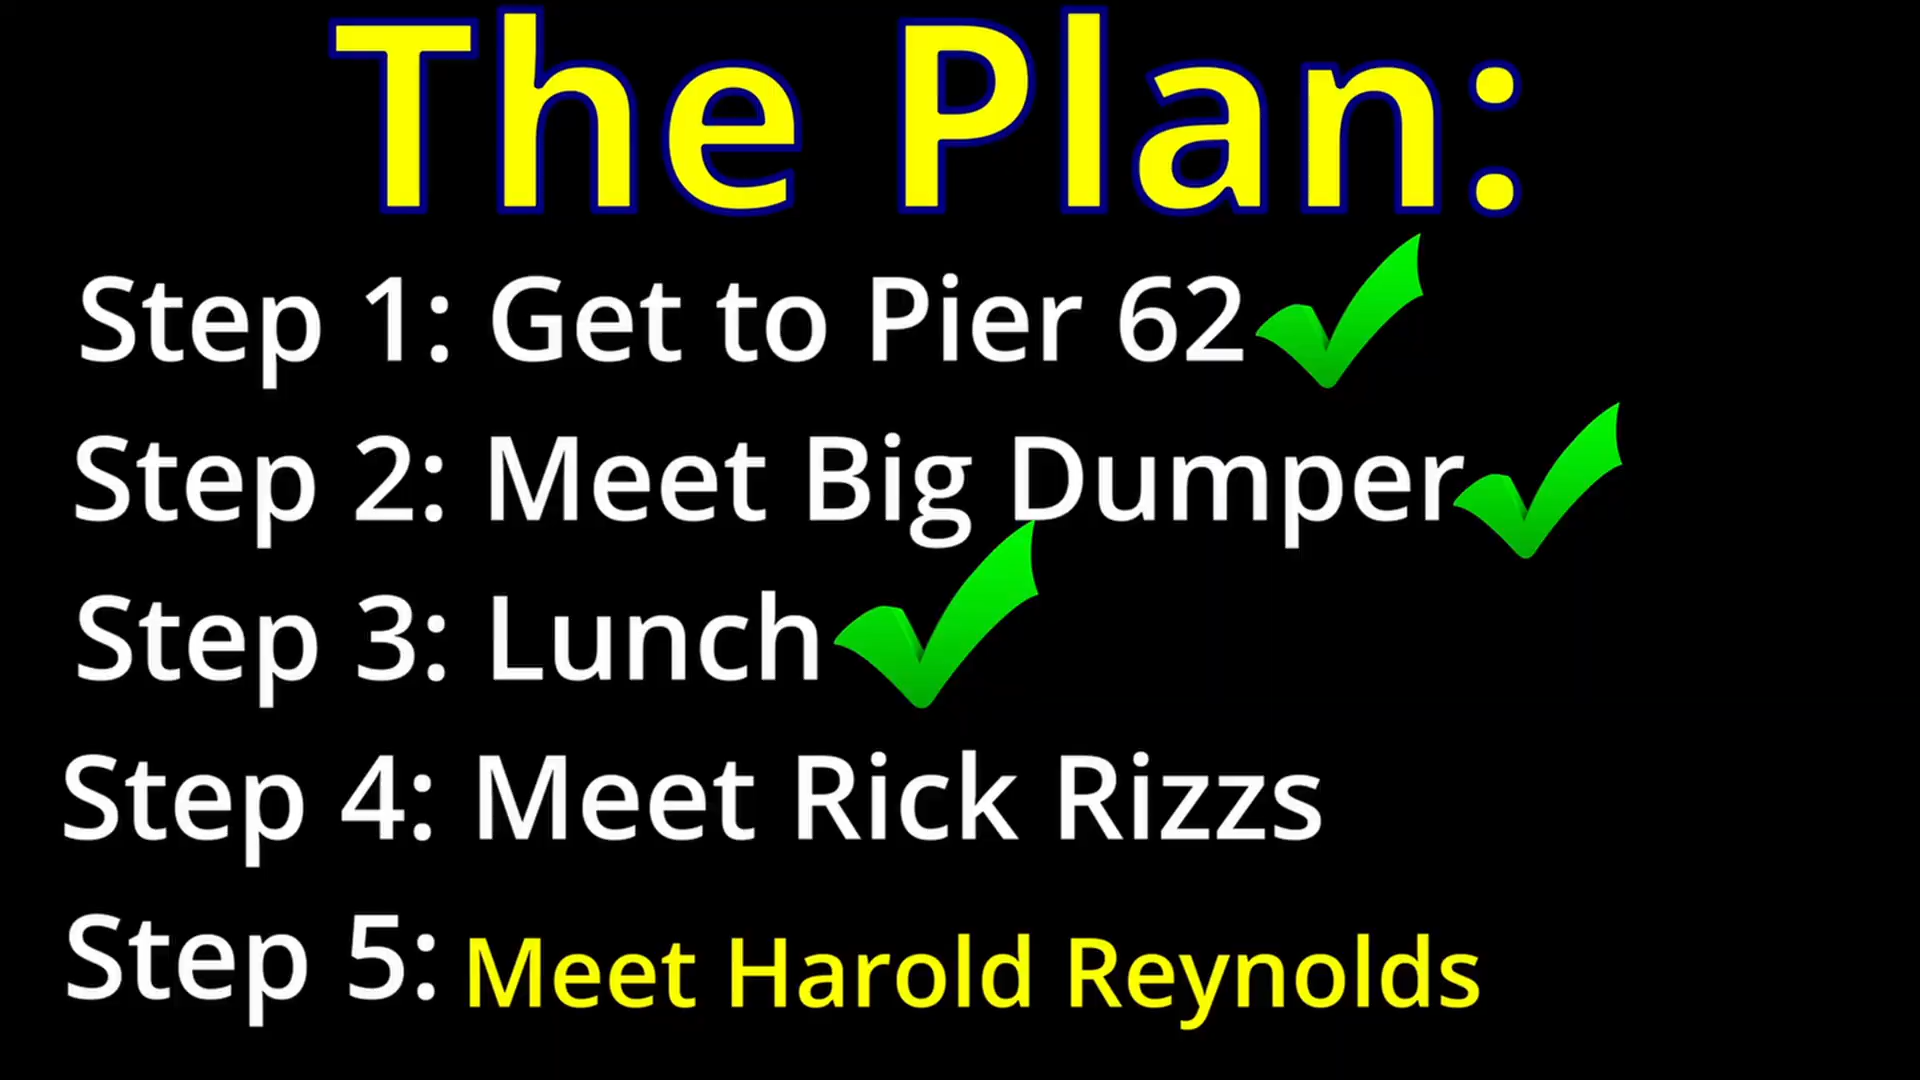 The Plan:
Step 1: Get to Pier 62
Step 2: Meet Big Dumper
Step 3: Lunch
Step 4: Meet Rick Rizzs
Step 5: Meet Harold Reynolds